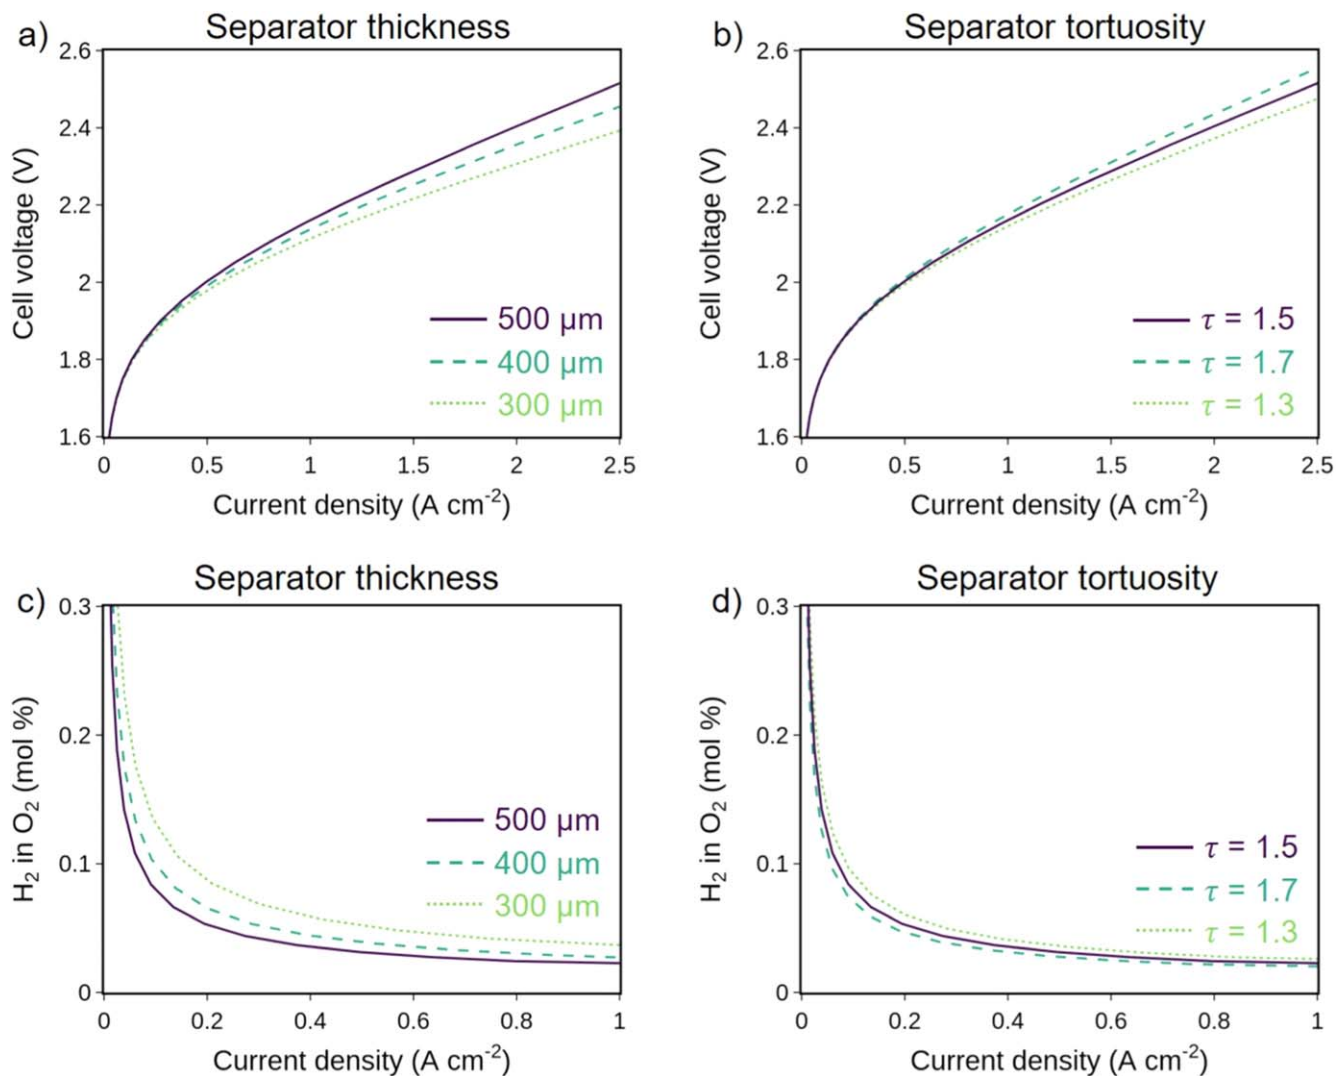 a)
Separator thickness
2.6
2.4
2.2
2
1.8
1.6
Cell voltage (V)
500 µm
400 µm
300 µm
0 0.5 1 1.5 2 2.5
Current density (A cm-2)
b)
Separator tortuosity
2.6
2.4
2.2
2
1.8
1.6
Cell voltage (V)
τ = 1.5
τ = 1.7
τ = 1.3
0 0.5 1 1.5 2 2.5
Current density (A cm-2)
c)
Separator thickness
0.3
0.2
0.1
0
H2 in O2 (mol %)
500 µm
400 µm
300 µm
0 0.2 0.4 0.6 0.8 1
Current density (A cm-2)
d)
Separator tortuosity
0.3
0.2
0.1
0
H2 in O2 (mol %)
τ = 1.5
τ = 1.7
τ = 1.3
0 0.2 0.4 0.6 0.8 1
Current density (A cm-2)